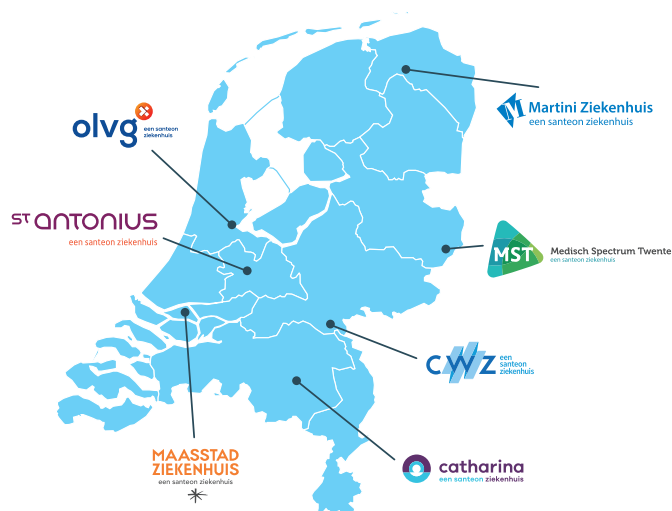 olvg
een santeon
ziekenhuis
Martini Ziekenhuis
een santeon ziekenhuis
ST ANTONIUS
een santeon ziekenhuis
MST
Medisch Spectrum Twente
een santeon ziekenhuis
CWZ
een
santeon
ziekenhuis
MAASSTAD
ZIEKENHUIS
een santeon ziekenhuis
catharina
een santeon ziekenhuis